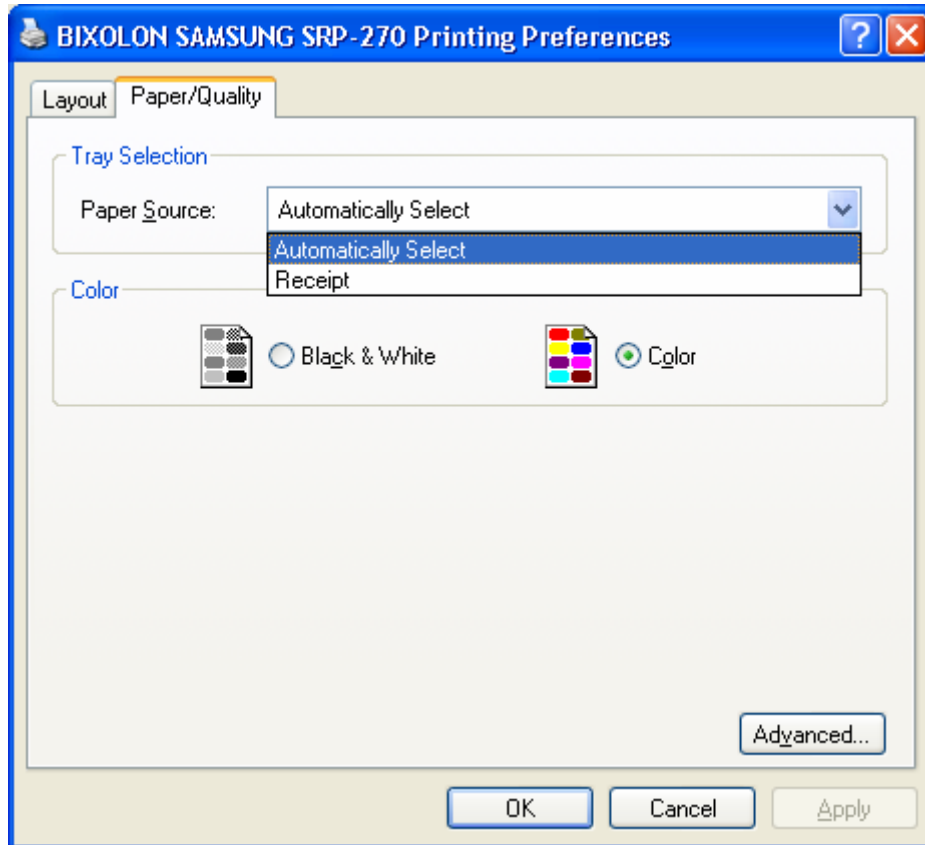 BIXOLON SAMSUNG SRP-270 Printing Preferences
Layout Paper/Quality
Tray Selection
Paper Source: Automatically Select
Automatically Select
Receipt
Color
Black & White Color
Advanced...
OK Cancel Apply